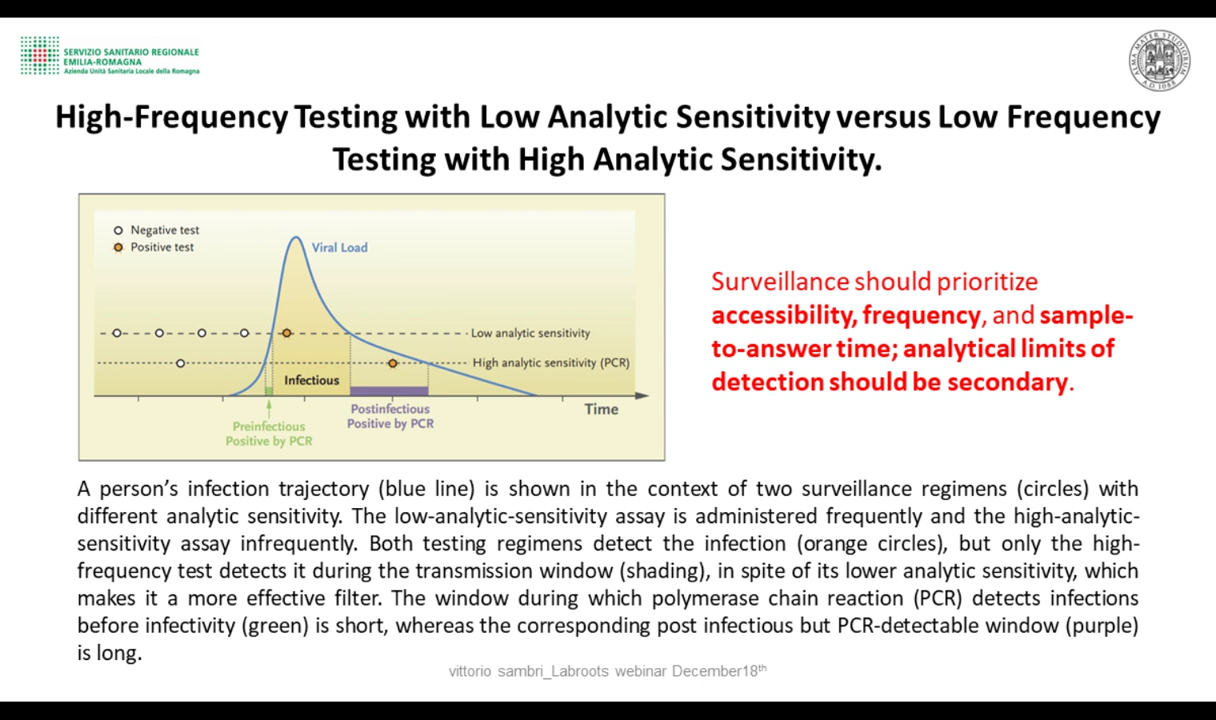 SERVIZIO SANITARIO REGIONALE
EMILIA-ROMAGNA
Azienda Unità Sanitaria Locale della Romagna
ALMA MATER STUDIORUM
A.D. 1088
High-Frequency Testing with Low Analytic Sensitivity versus Low Frequency
Testing with High Analytic Sensitivity.
Negative test
Positive test
Viral Load
Low analytic sensitivity
High analytic sensitivity (PCR)
Infectious
Time
Preinfectious
Positive by PCR
Postinfectious
Positive by PCR
Surveillance should prioritize
accessibility, frequency, and sample-
to-answer time; analytical limits of
detection should be secondary.
A person’s infection trajectory (blue line) is shown in the context of two surveillance regimens (circles) with
different analytic sensitivity. The low-analytic-sensitivity assay is administered frequently and the high-analytic-
sensitivity assay infrequently. Both testing regimens detect the infection (orange circles), but only the high-
frequency test detects it during the transmission window (shading), in spite of its lower analytic sensitivity, which
makes it a more effective filter. The window during which polymerase chain reaction (PCR) detects infections
before infectivity (green) is short, whereas the corresponding post infectious but PCR-detectable window (purple)
is long.
vittorio sambri_Labroots webinar December18th